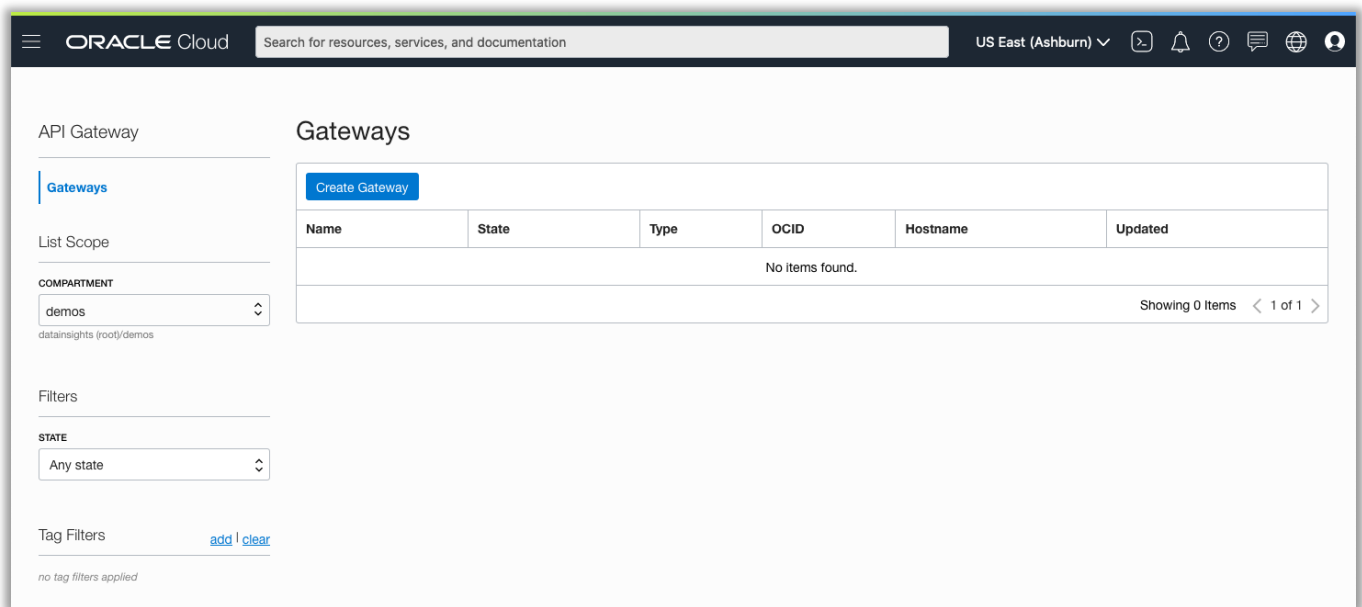 ORACLE Cloud
Search for resources, services, and documentation
US East (Ashburn)
API Gateway
Gateways
List Scope
COMPARTMENT
demos
datainsights (root)/demos
Filters
STATE
Any state
Tag Filters
add | clear
no tag filters applied
Gateways
Create Gateway
Name State Type OCID Hostname Updated
No items found.
Showing 0 Items < 1 of 1 >